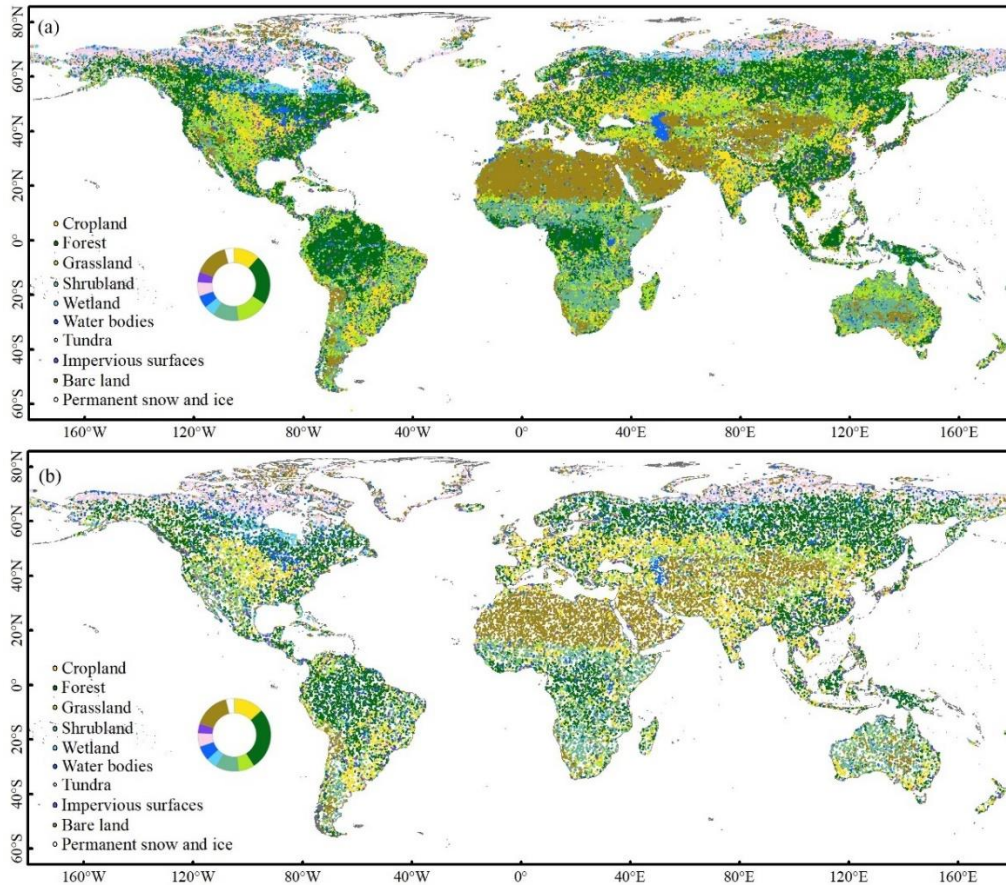 (a)
80°N
60°N
40°N
20°N
0°
20°S
40°S
60°S
Cropland
Forest
Grassland
Shrubland
Wetland
Water bodies
Tundra
Impervious surfaces
Bare land
Permanent snow and ice
160°W 120°W 80°W 40°W 0° 40°E 80°E 120°E 160°E
(b)
80°N
60°N
40°N
20°N
0°
20°S
40°S
60°S
Cropland
Forest
Grassland
Shrubland
Wetland
Water bodies
Tundra
Impervious surfaces
Bare land
Permanent snow and ice
160°W 120°W 80°W 40°W 0° 40°E 80°E 120°E 160°E